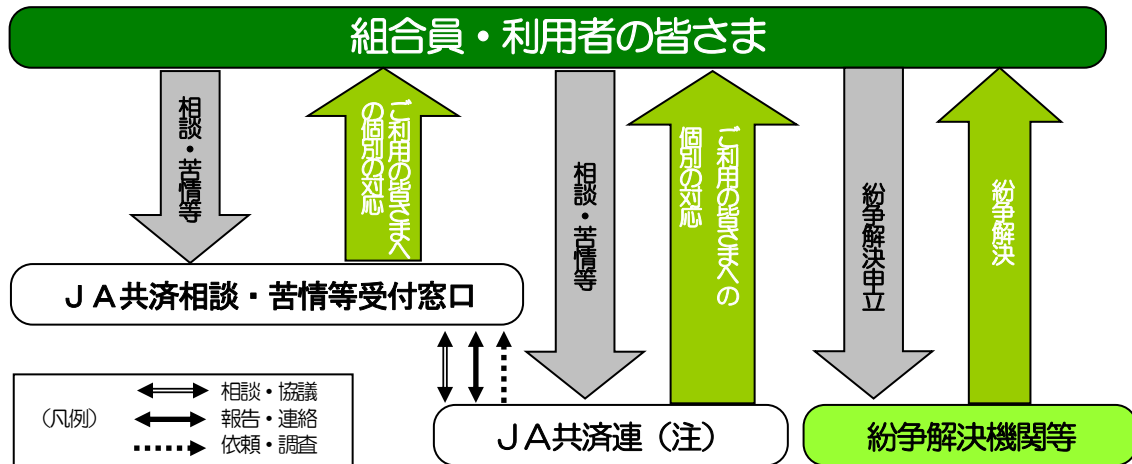 組合員・利用者の皆さま
相談・苦情等
ご利用の皆さまへ
の個別の対応
相談・苦情等
ご利用の皆さまへの
個別の対応
紛争解決申立
紛争解決
ＪＡ共済相談・苦情等受付窓口
（凡例）
相談・協議
報告・連絡
依頼・調査
ＪＡ共済連（注）
紛争解決機関等